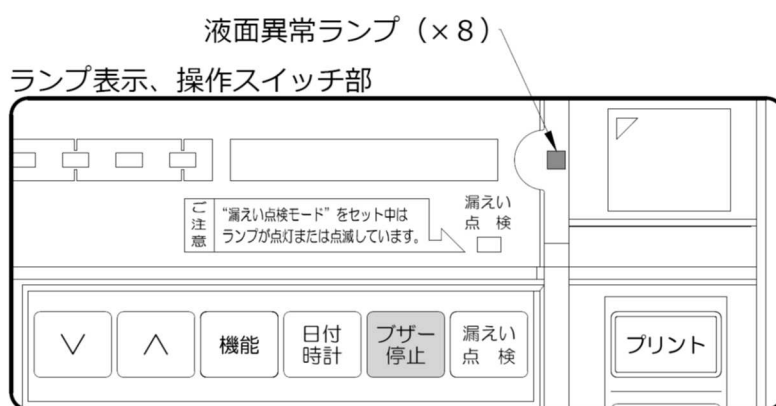 液面異常ランプ（×8）
ランプ表示、操作スイッチ部
ご注意
“漏えい点検モード”をセット中は
ランプが点灯または点滅しています。
漏えい
点 検
機能
日付
時計
ブザー
停止
漏えい
点 検
プリント